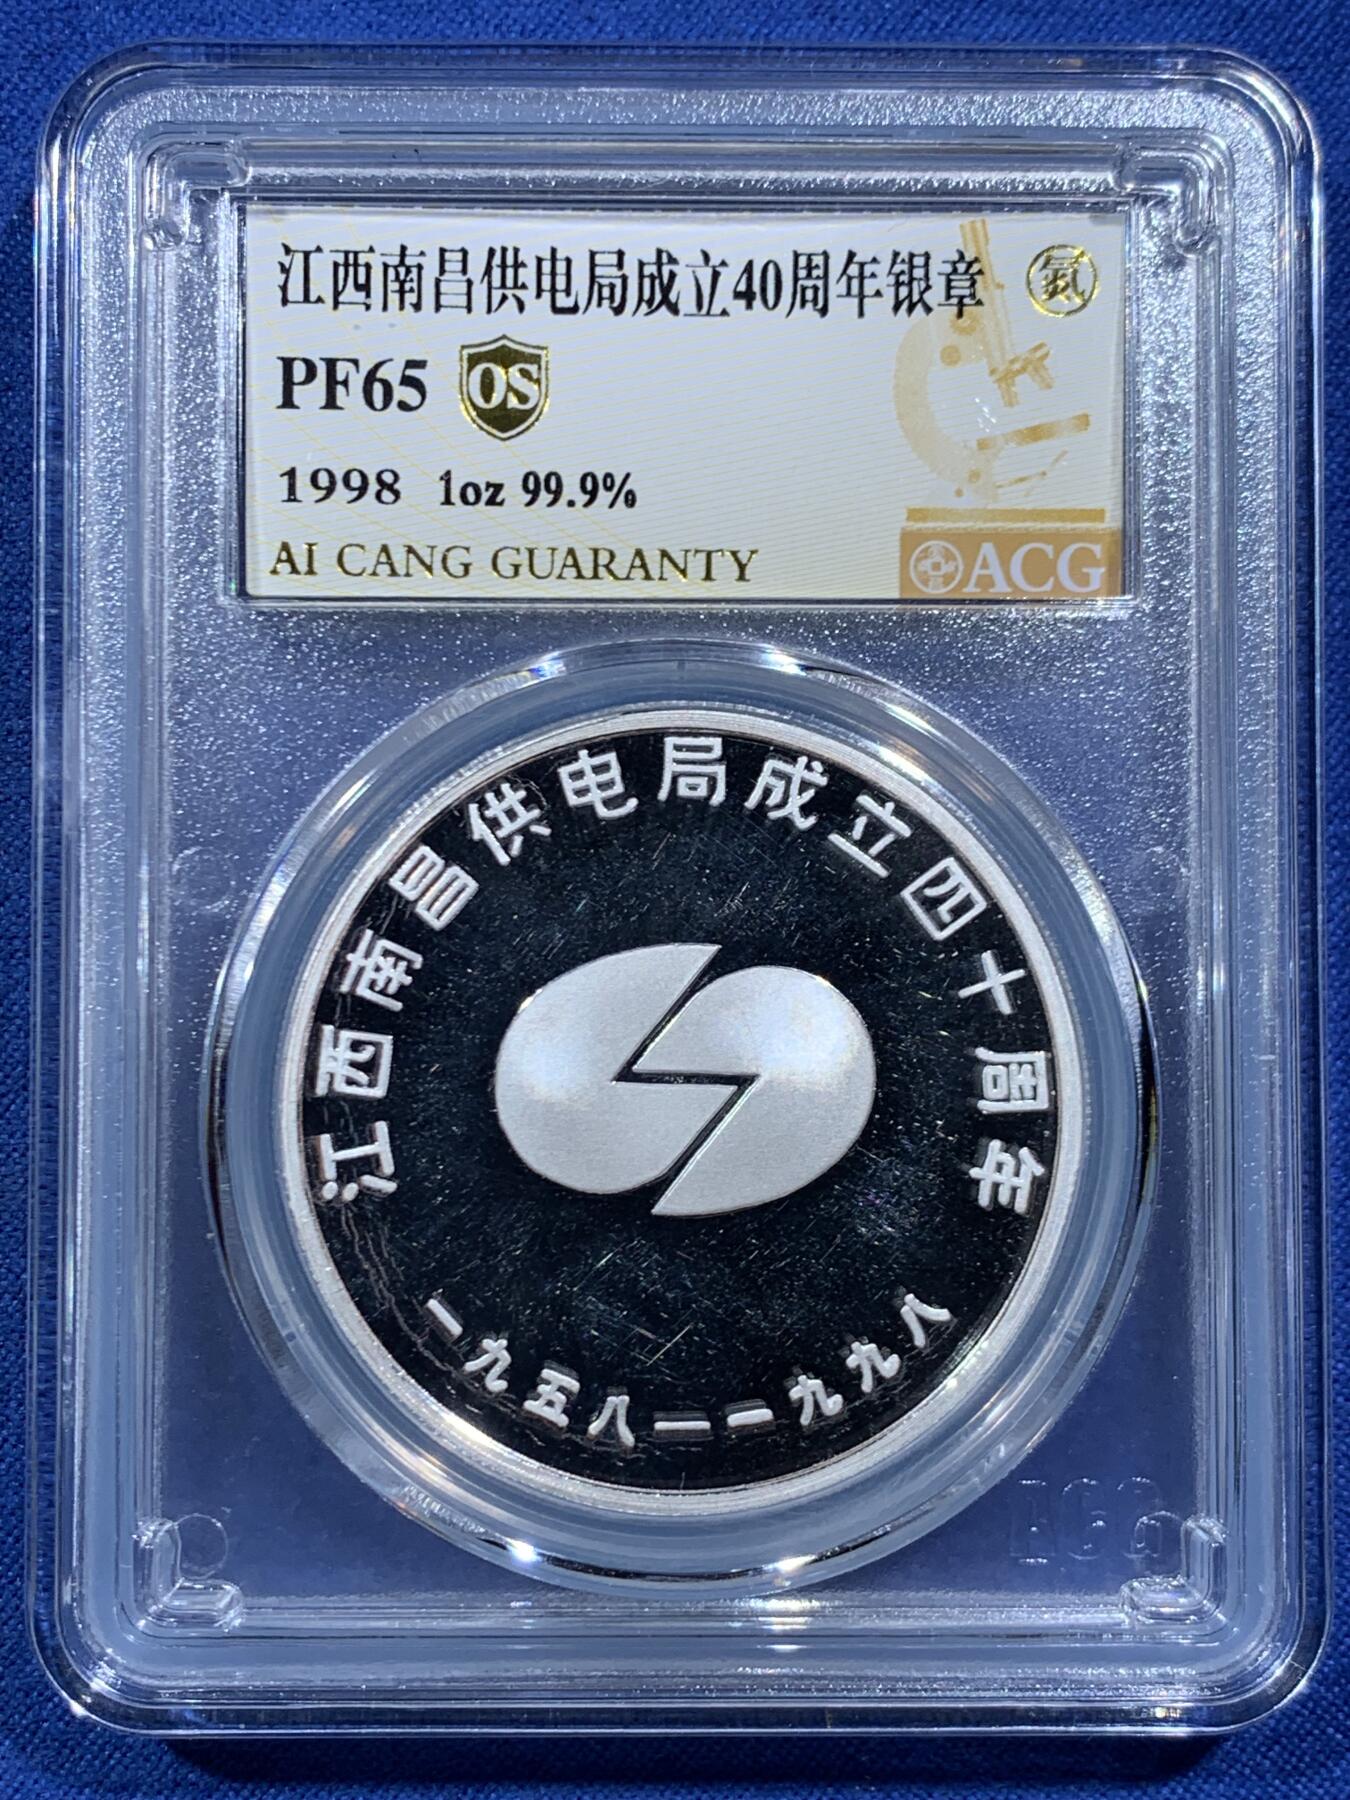 江西南昌供电局成立40周年银章 氮
PF65 OS
1998 1oz 99.9%
AI CANG GUARANTY
ACG
江西南昌供电局成立四十周年
一九五八——一九九八
ACG